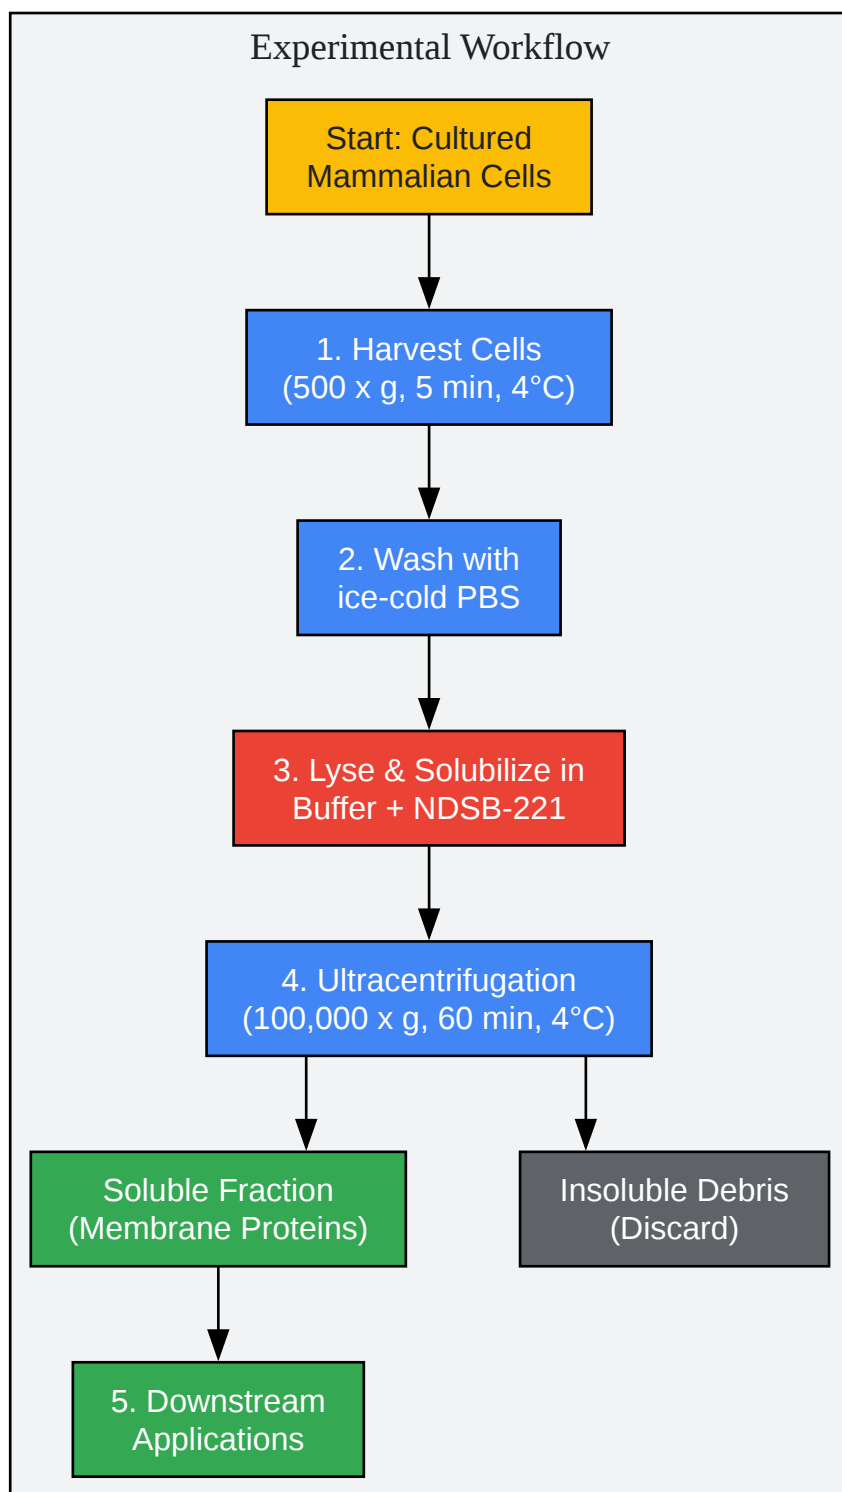 Experimental Workflow
Start: Cultured
Mammalian Cells
1. Harvest Cells
(500 x g, 5 min, 4°C)
2. Wash with
ice-cold PBS
3. Lyse & Solubilize in
Buffer + NDSB-221
4. Ultracentrifugation
(100,000 x g, 60 min, 4°C)
Soluble Fraction
(Membrane Proteins)
Insoluble Debris
(Discard)
5. Downstream
Applications